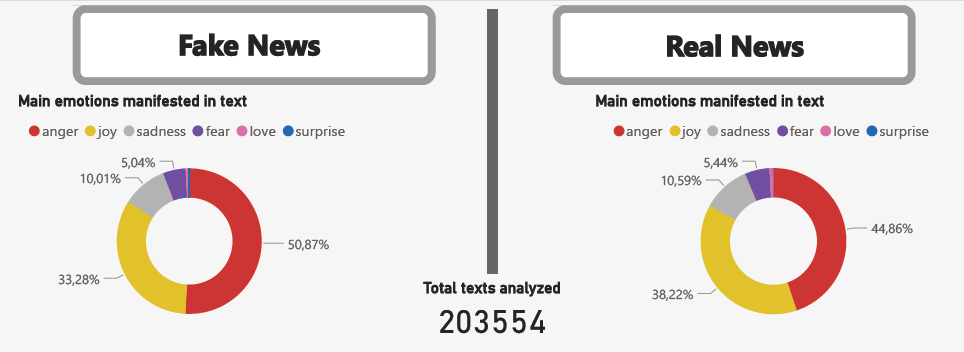 Fake News
Main emotions manifested in text
anger joy sadness fear love surprise
5,04%
10,01%
50,87%
33,28%
Total texts analyzed
203554
Real News
Main emotions manifested in text
anger joy sadness fear love surprise
5,44%
10,59%
44,86%
38,22%